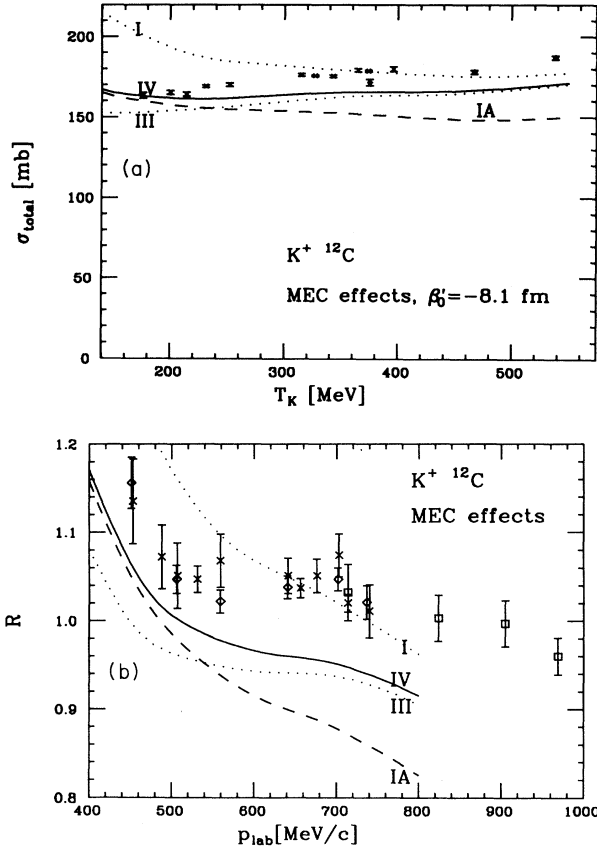 200
150
100
50
0
σtotal [mb]
I
IV
III
IA
(a)
K+ 12C
MEC effects, β′0=−8.1 fm
200
300
400
500
TK [MeV]
1.2
1.1
1.0
0.9
0.8
R
K+ 12C
MEC effects
I
IV
III
IA
(b)
400
500
600
700
800
900
1000
plab[MeV/c]